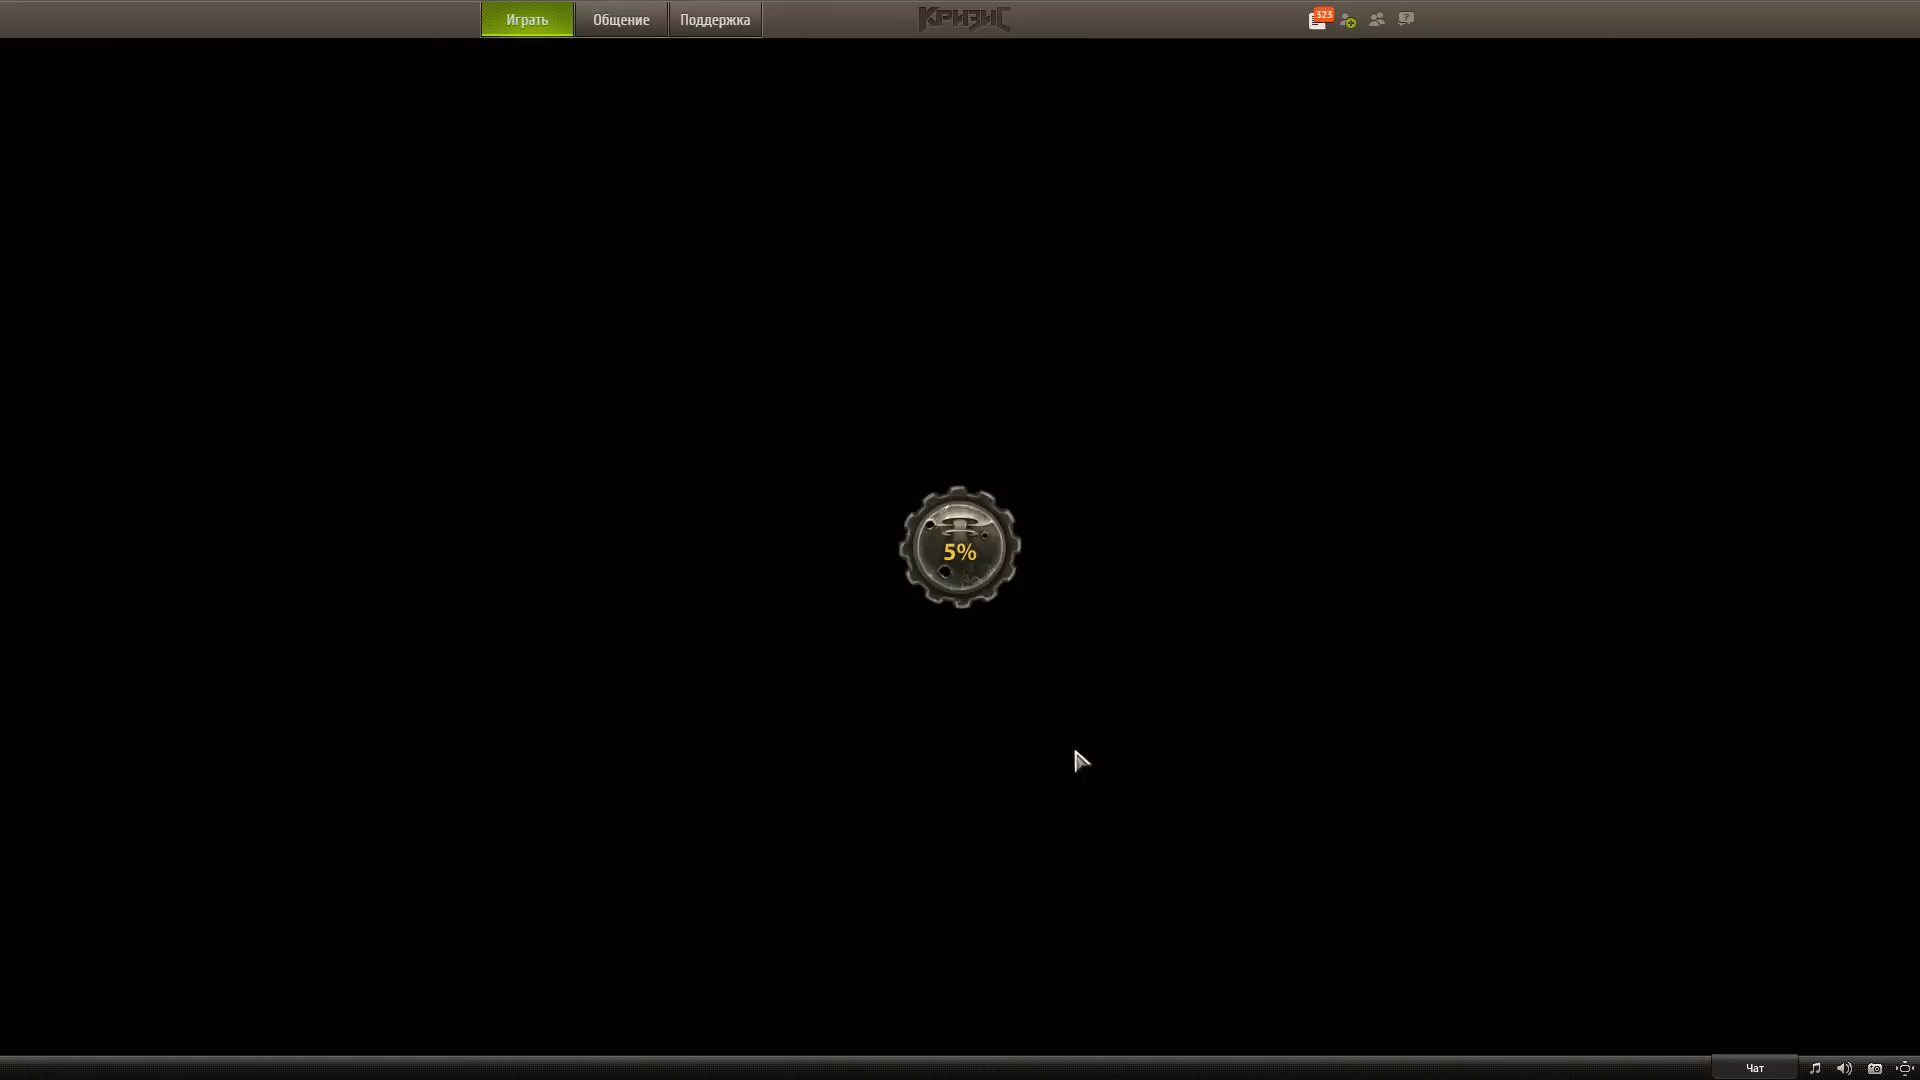 Играть
Общение
Поддержка
Кризис
323
5%
Чат